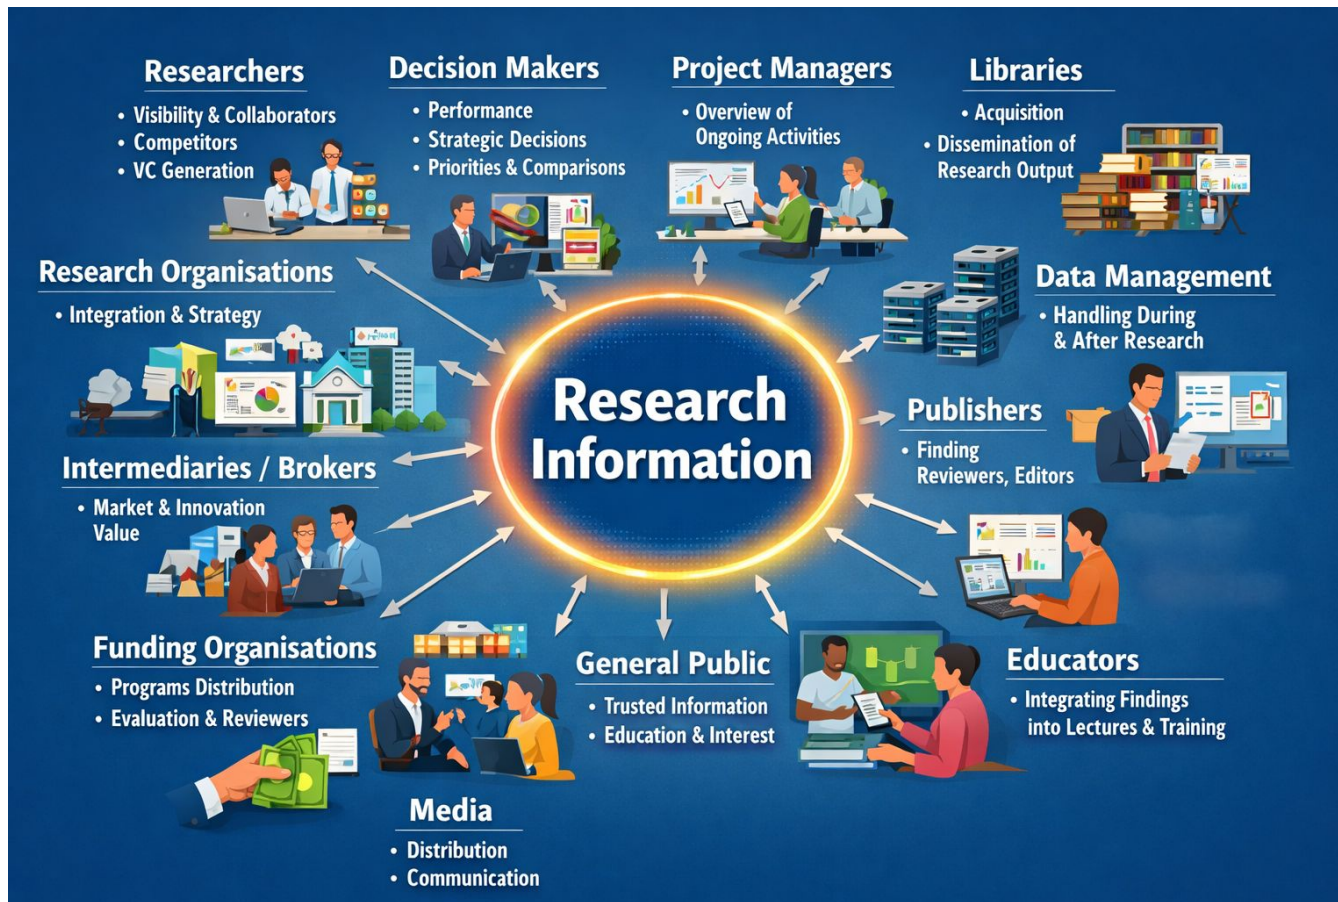 Researchers
• Visibility & Collaborators
• Competitors
• VC Generation
Decision Makers
• Performance
• Strategic Decisions
• Priorities & Comparisons
Project Managers
• Overview of
Ongoing Activities
Libraries
• Acquisition
• Dissemination of
Research Output
Research Organisations
• Integration & Strategy
Data Management
• Handling During
& After Research
Research
Information
Publishers
• Finding
Reviewers, Editors
Intermediaries / Brokers
• Market & Innovation
Value
Funding Organisations
• Programs Distribution
• Evaluation & Reviewers
General Public
• Trusted Information
• Education & Interest
Educators
• Integrating Findings
into Lectures & Training
Media
• Distribution
• Communication